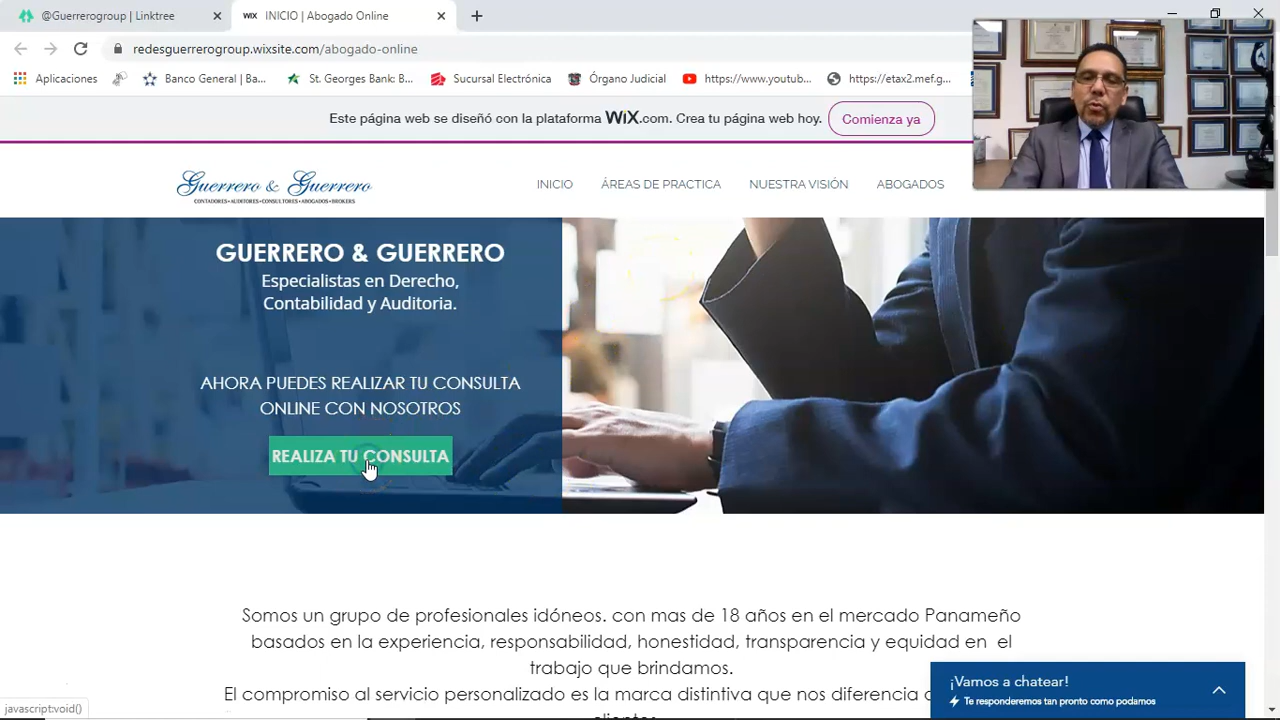 @Guerrerogroup | Linktree
WIX INICIO | Abogado Online
redesguerrerogroup.wixsite.com/abogado-online
Aplicaciones
Banco General | Ba...
St. Georges Bank: B...
Sucursal Electrónica
Órgano Judicial
https://www.youtub...
https://etax2.mef.g...
Este página web se diseñó con la plataforma WiX.com. Crea tu página web hoy.
Comienza ya
Guerrero & Guerrero
CONTADORES•AUDITORES•CONSULTORES•ABOGADOS•BROKERS
INICIO
ÁREAS DE PRACTICA
NUESTRA VISIÓN
ABOGADOS
GUERRERO & GUERRERO
Especialistas en Derecho,
Contabilidad y Auditoria.
AHORA PUEDES REALIZAR TU CONSULTA
ONLINE CON NOSOTROS
REALIZA TU CONSULTA
Somos un grupo de profesionales idóneos. con mas de 18 años en el mercado Panameño
basados en la experiencia, responsabilidad, honestidad, transparencia y equidad en el
trabajo que brindamos.
El compromiso al servicio personalizado es la marca distintiva que nos diferencia
¡Vamos a chatear!
Te responderemos tan pronto como podamos
javascript:void()